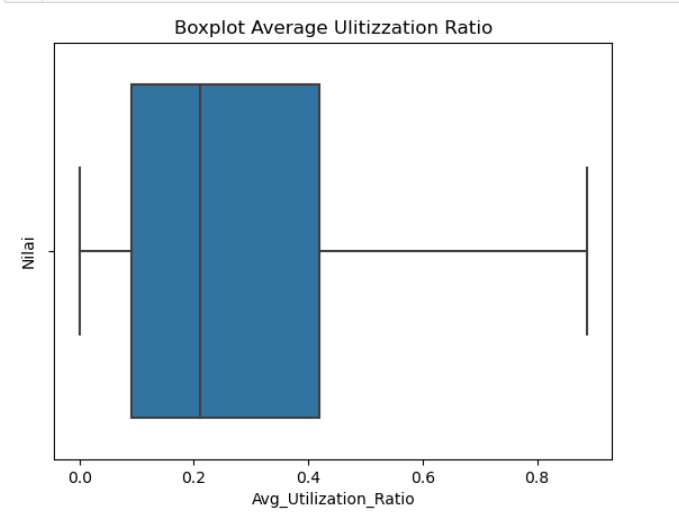 Boxplot Average Ulitizzation Ratio
Nilai
0.0 0.2 0.4 0.6 0.8
Avg_Utilization_Ratio